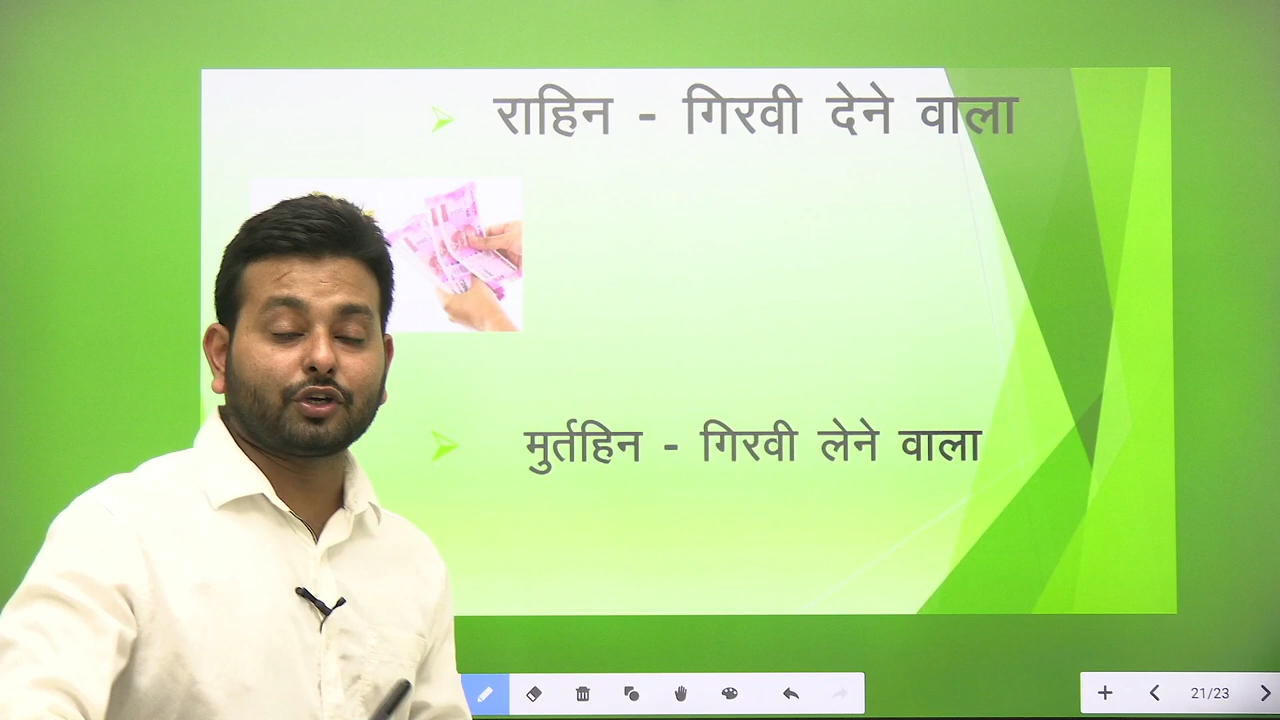 राहिन - गिरवी देने वाला
मुर्तहिन - गिरवी लेने वाला
21/23